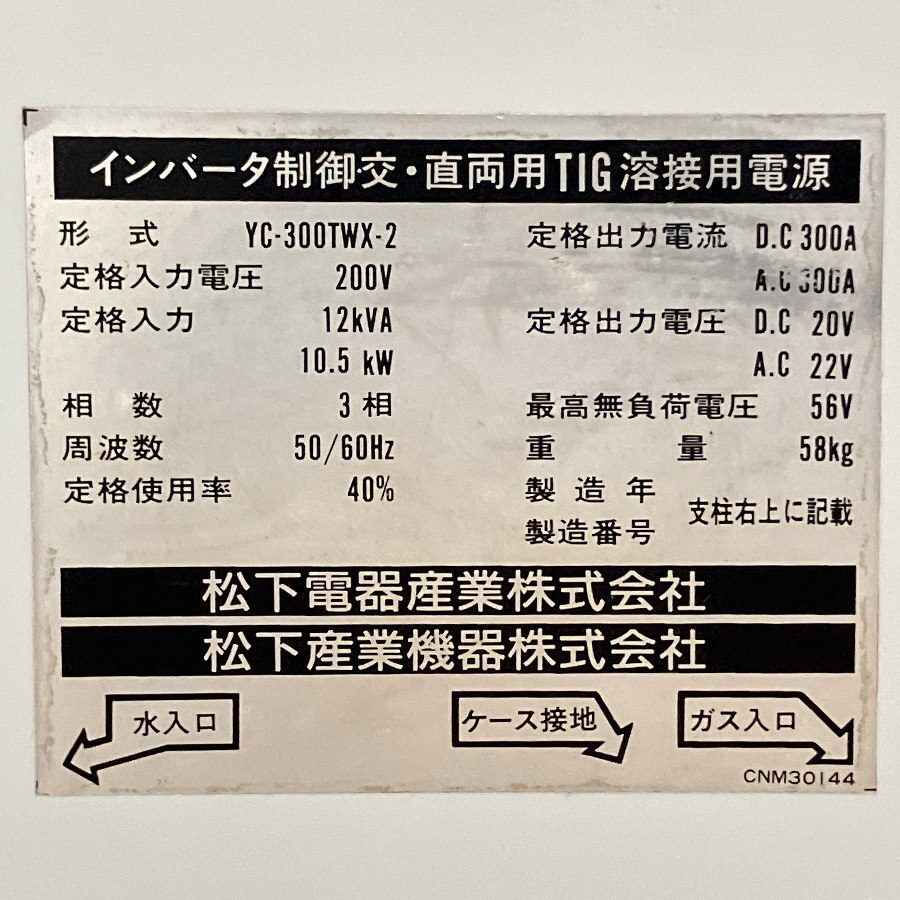 インバータ制御交・直両用TIG溶接用電源
形式 YC-300TWX-2
定格入力電圧 200V
定格入力 12kVA
10.5 kW
相数 3相
周波数 50/60Hz
定格使用率 40%
定格出力電流 D.C 300A
A.C 300A
定格出力電圧 D.C 20V
A.C 22V
最高無負荷電圧 56V
重量 58kg
製造年
製造番号
支柱右上に記載
松下電器産業株式会社
松下産業機器株式会社
水入口
ケース接地
ガス入口
CNM30144